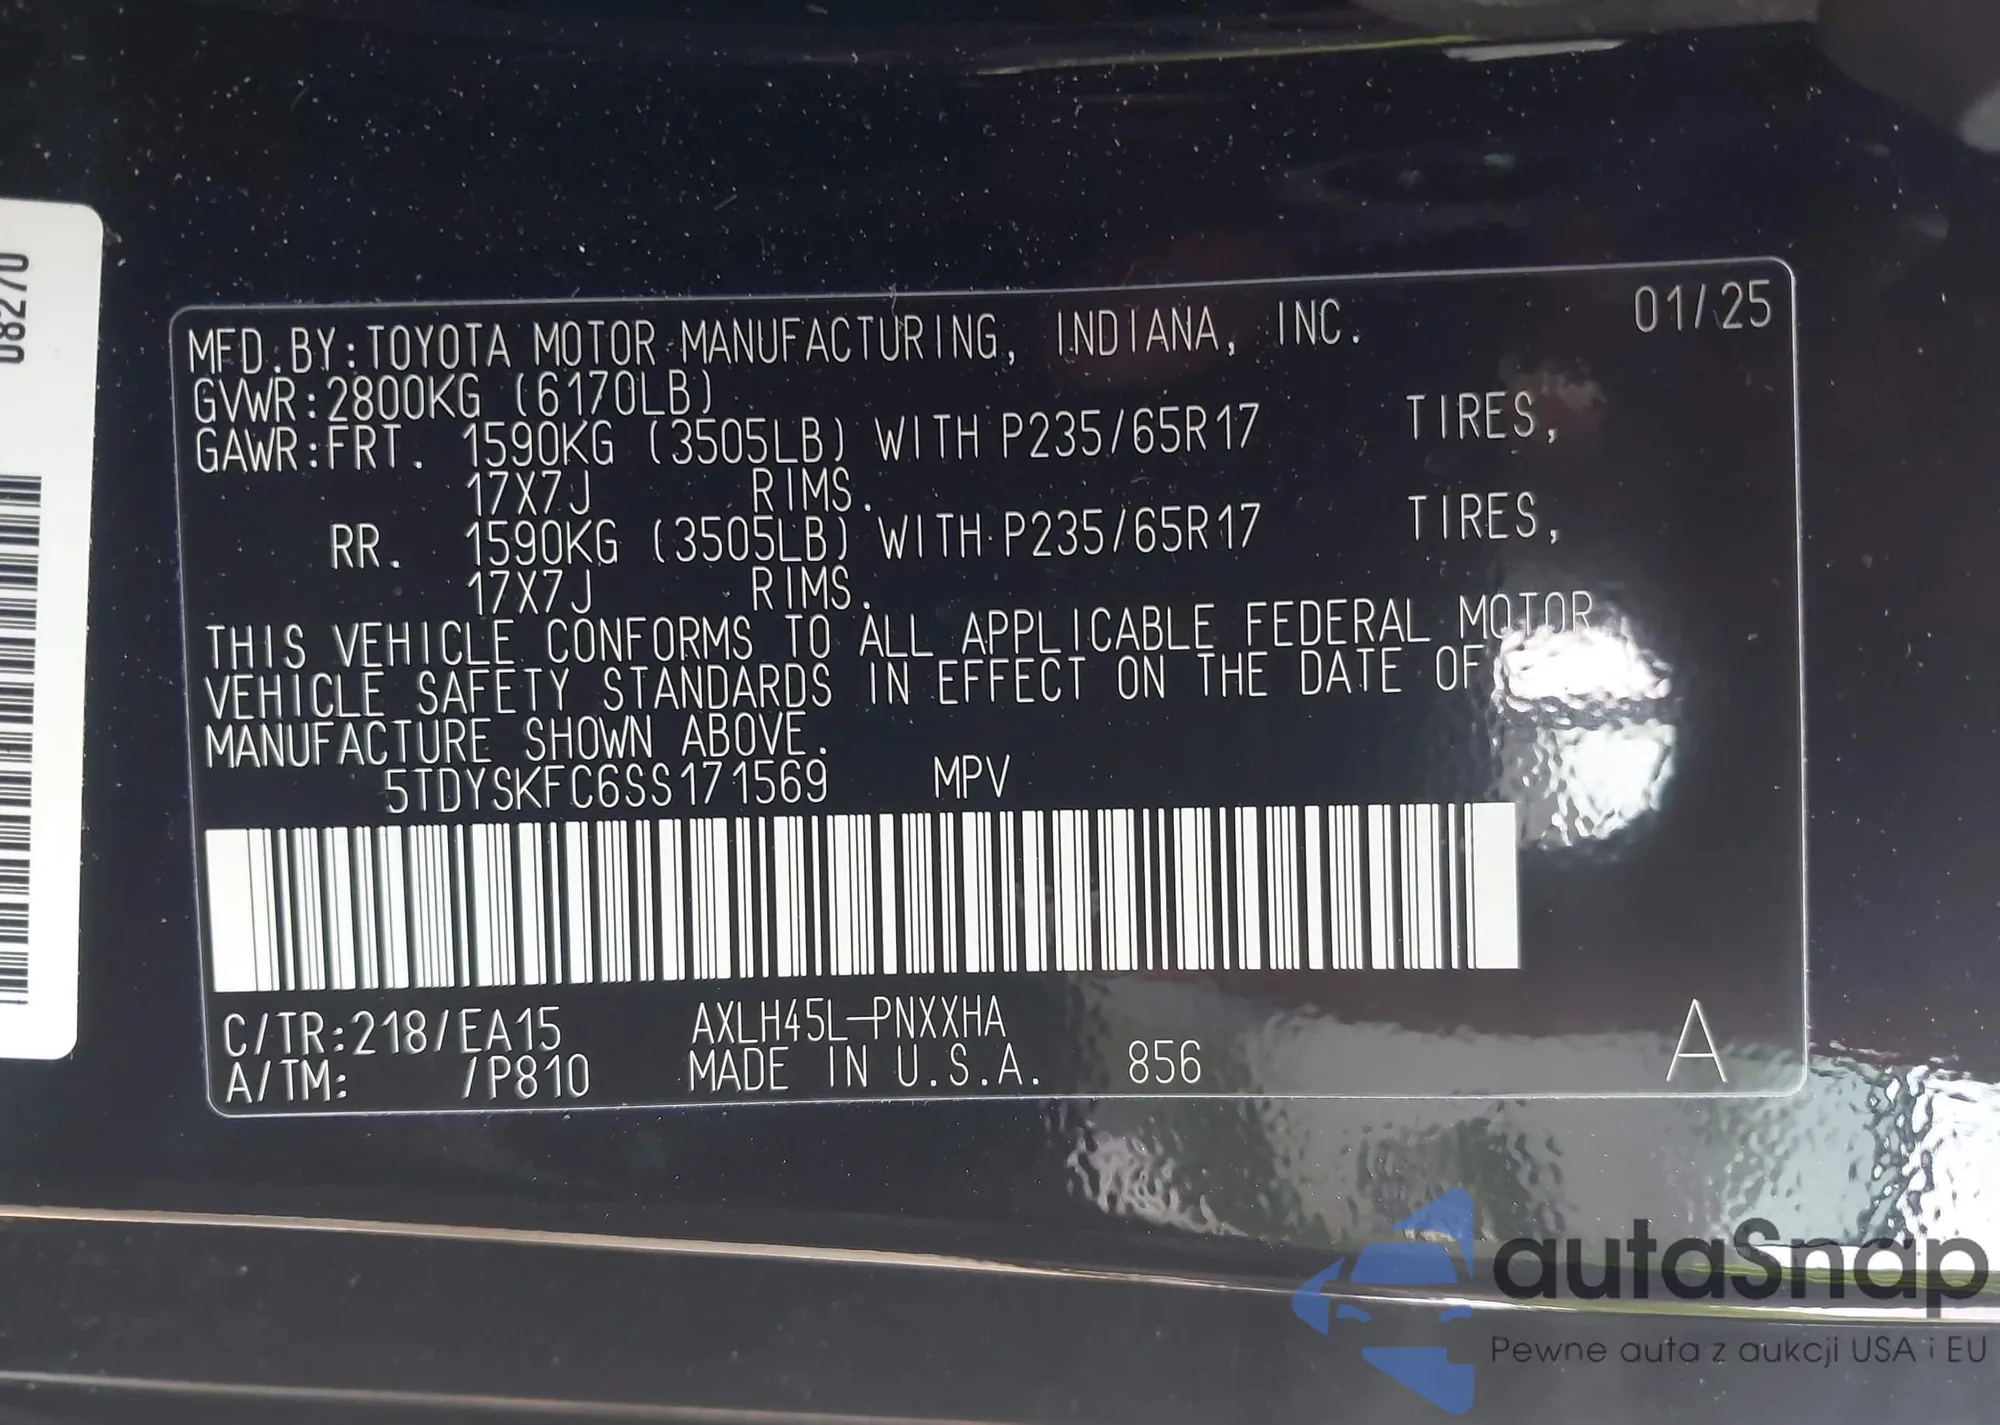 08270
MFD.BY:TOYOTA MOTOR MANUFACTURING, INDIANA, INC. 01/25
GVWR:2800KG (6170LB)
GAWR:FRT. 1590KG (3505LB) WITH P235/65R17 TIRES,
17X7J RIMS.
RR. 1590KG (3505LB) WITH P235/65R17 TIRES,
17X7J RIMS.
THIS VEHICLE CONFORMS TO ALL APPLICABLE FEDERAL MOTOR
VEHICLE SAFETY STANDARDS IN EFFECT ON THE DATE OF
MANUFACTURE SHOWN ABOVE.
5TDYSKFC6SS171569 MPV
C/TR:218/EA15 AXLH45L-PNXXHA
A/TM: /P810 MADE IN U.S.A. 856 A
autaSnap
Pewne auta z aukcji USA i EU